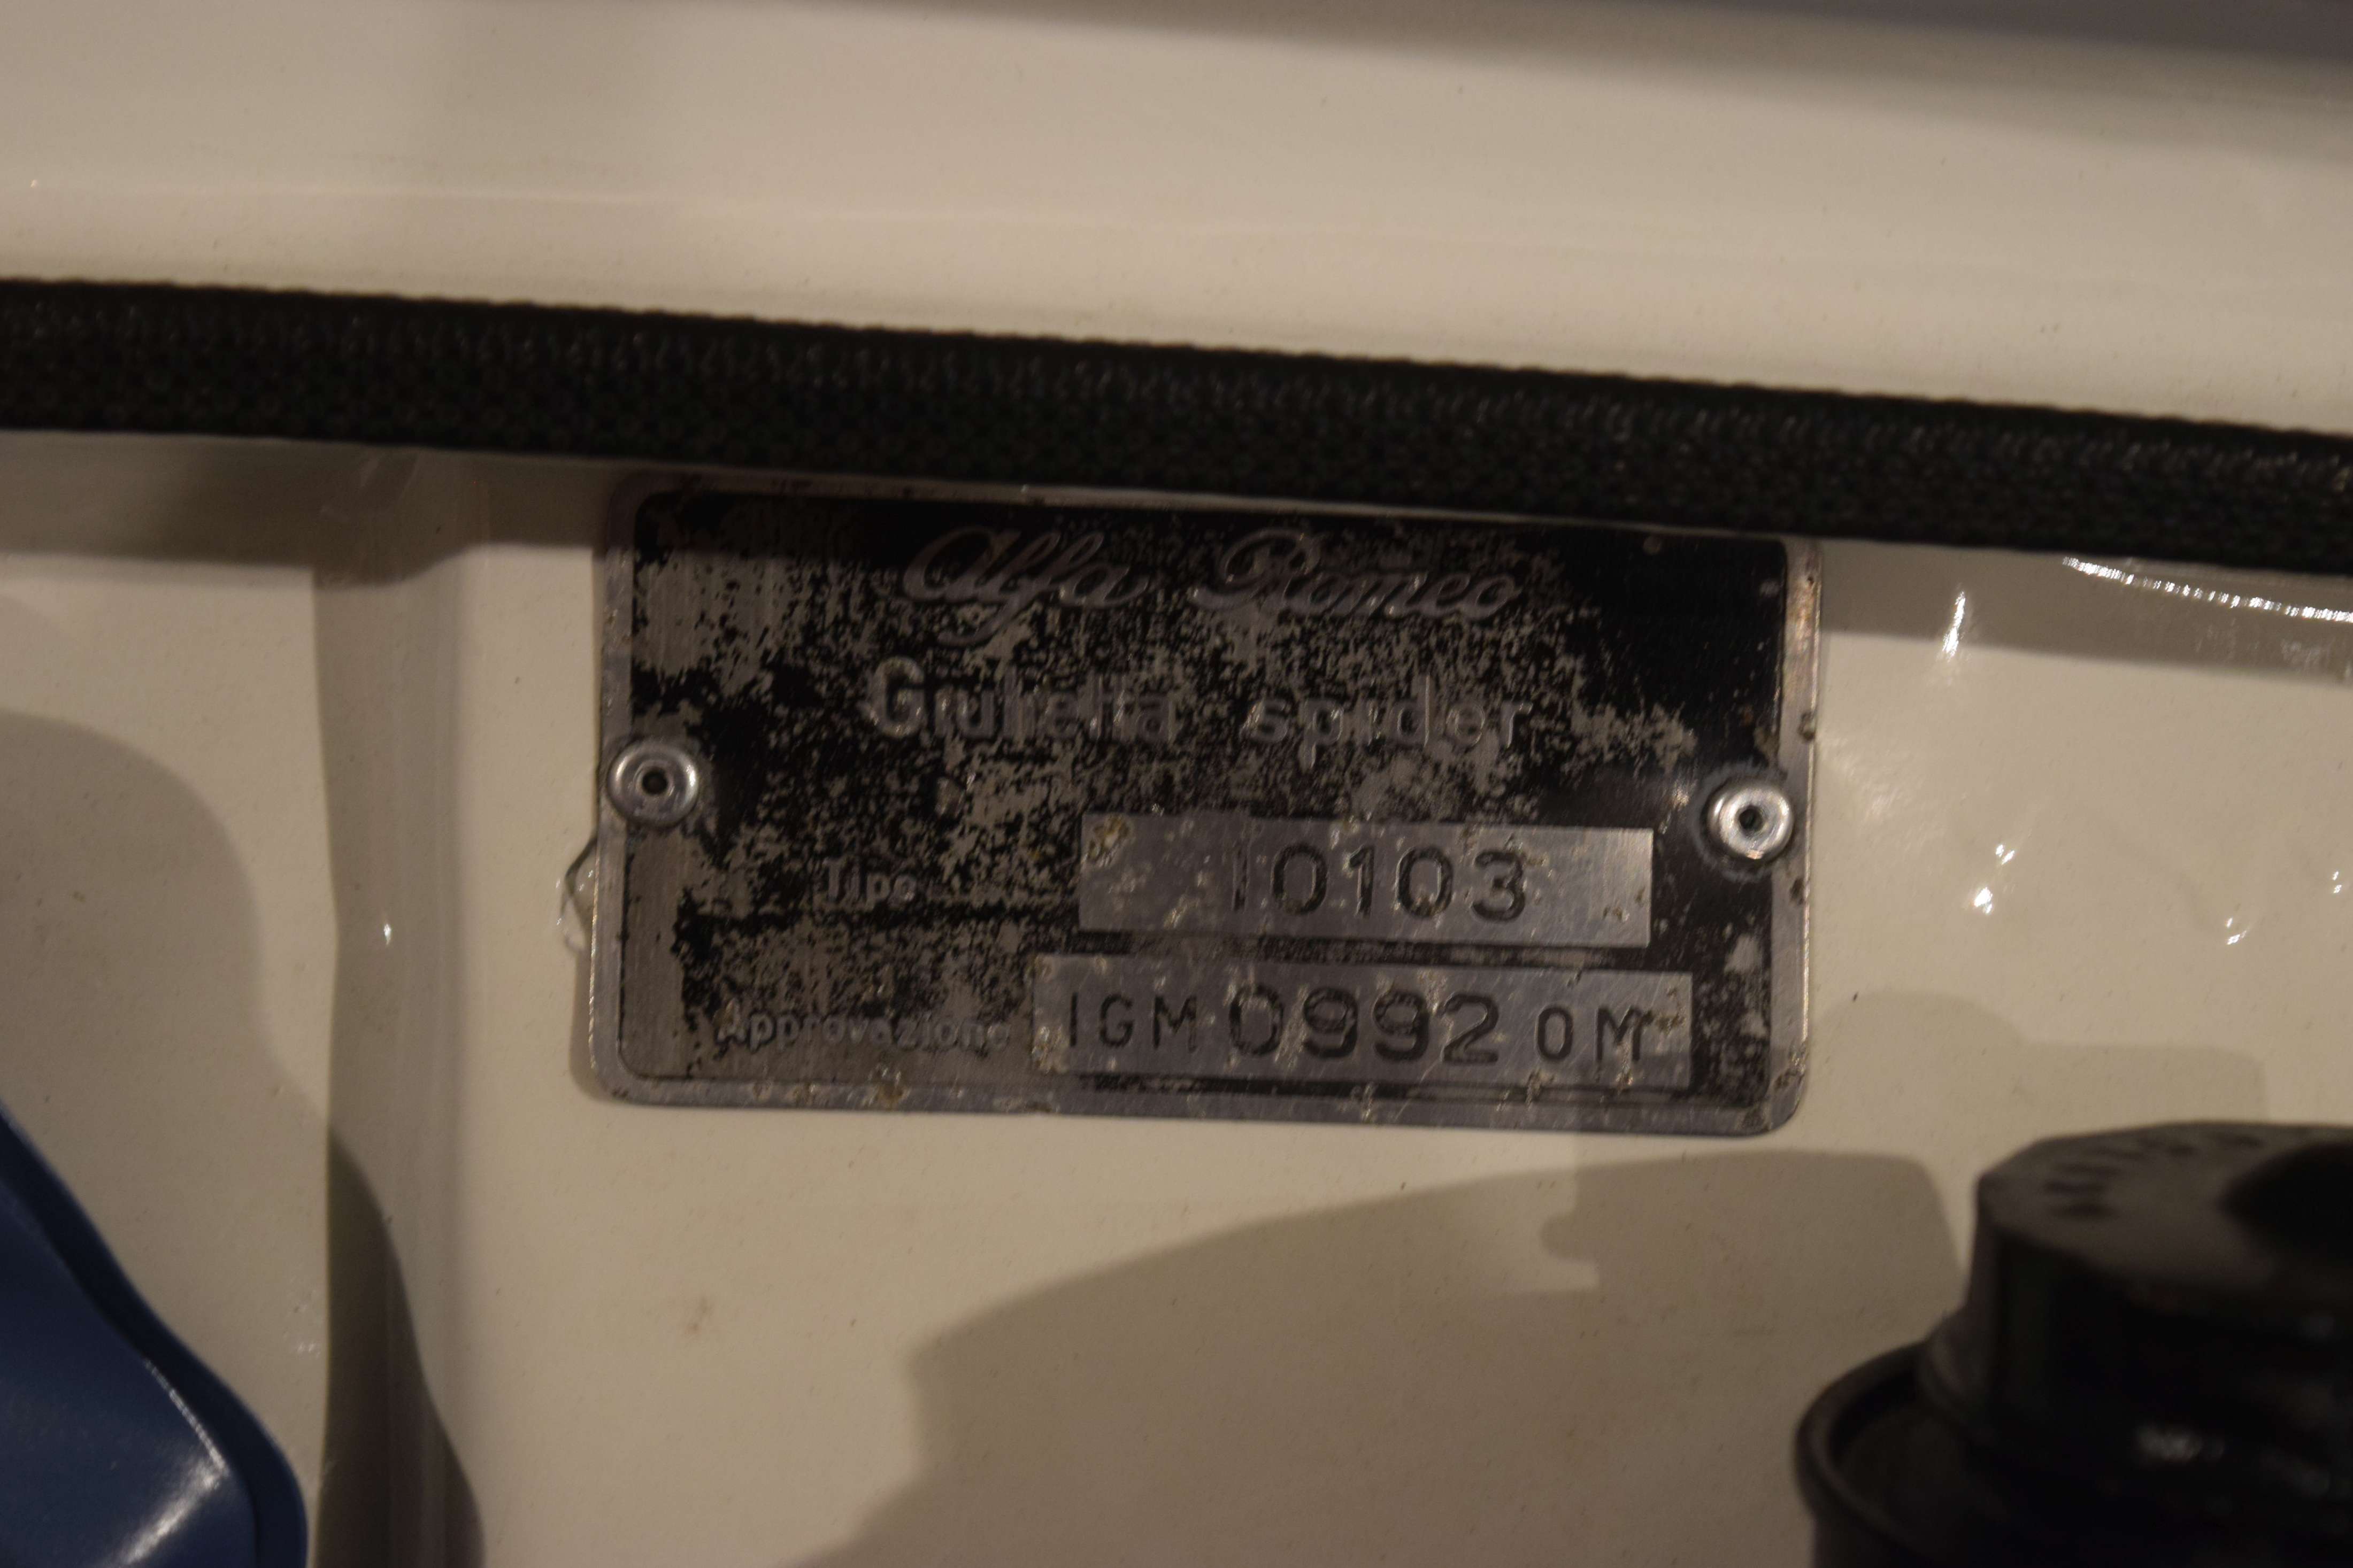 Alfa Romeo
Giulietta spider
Tipo 10103
Approvazione IGM 0992 OM